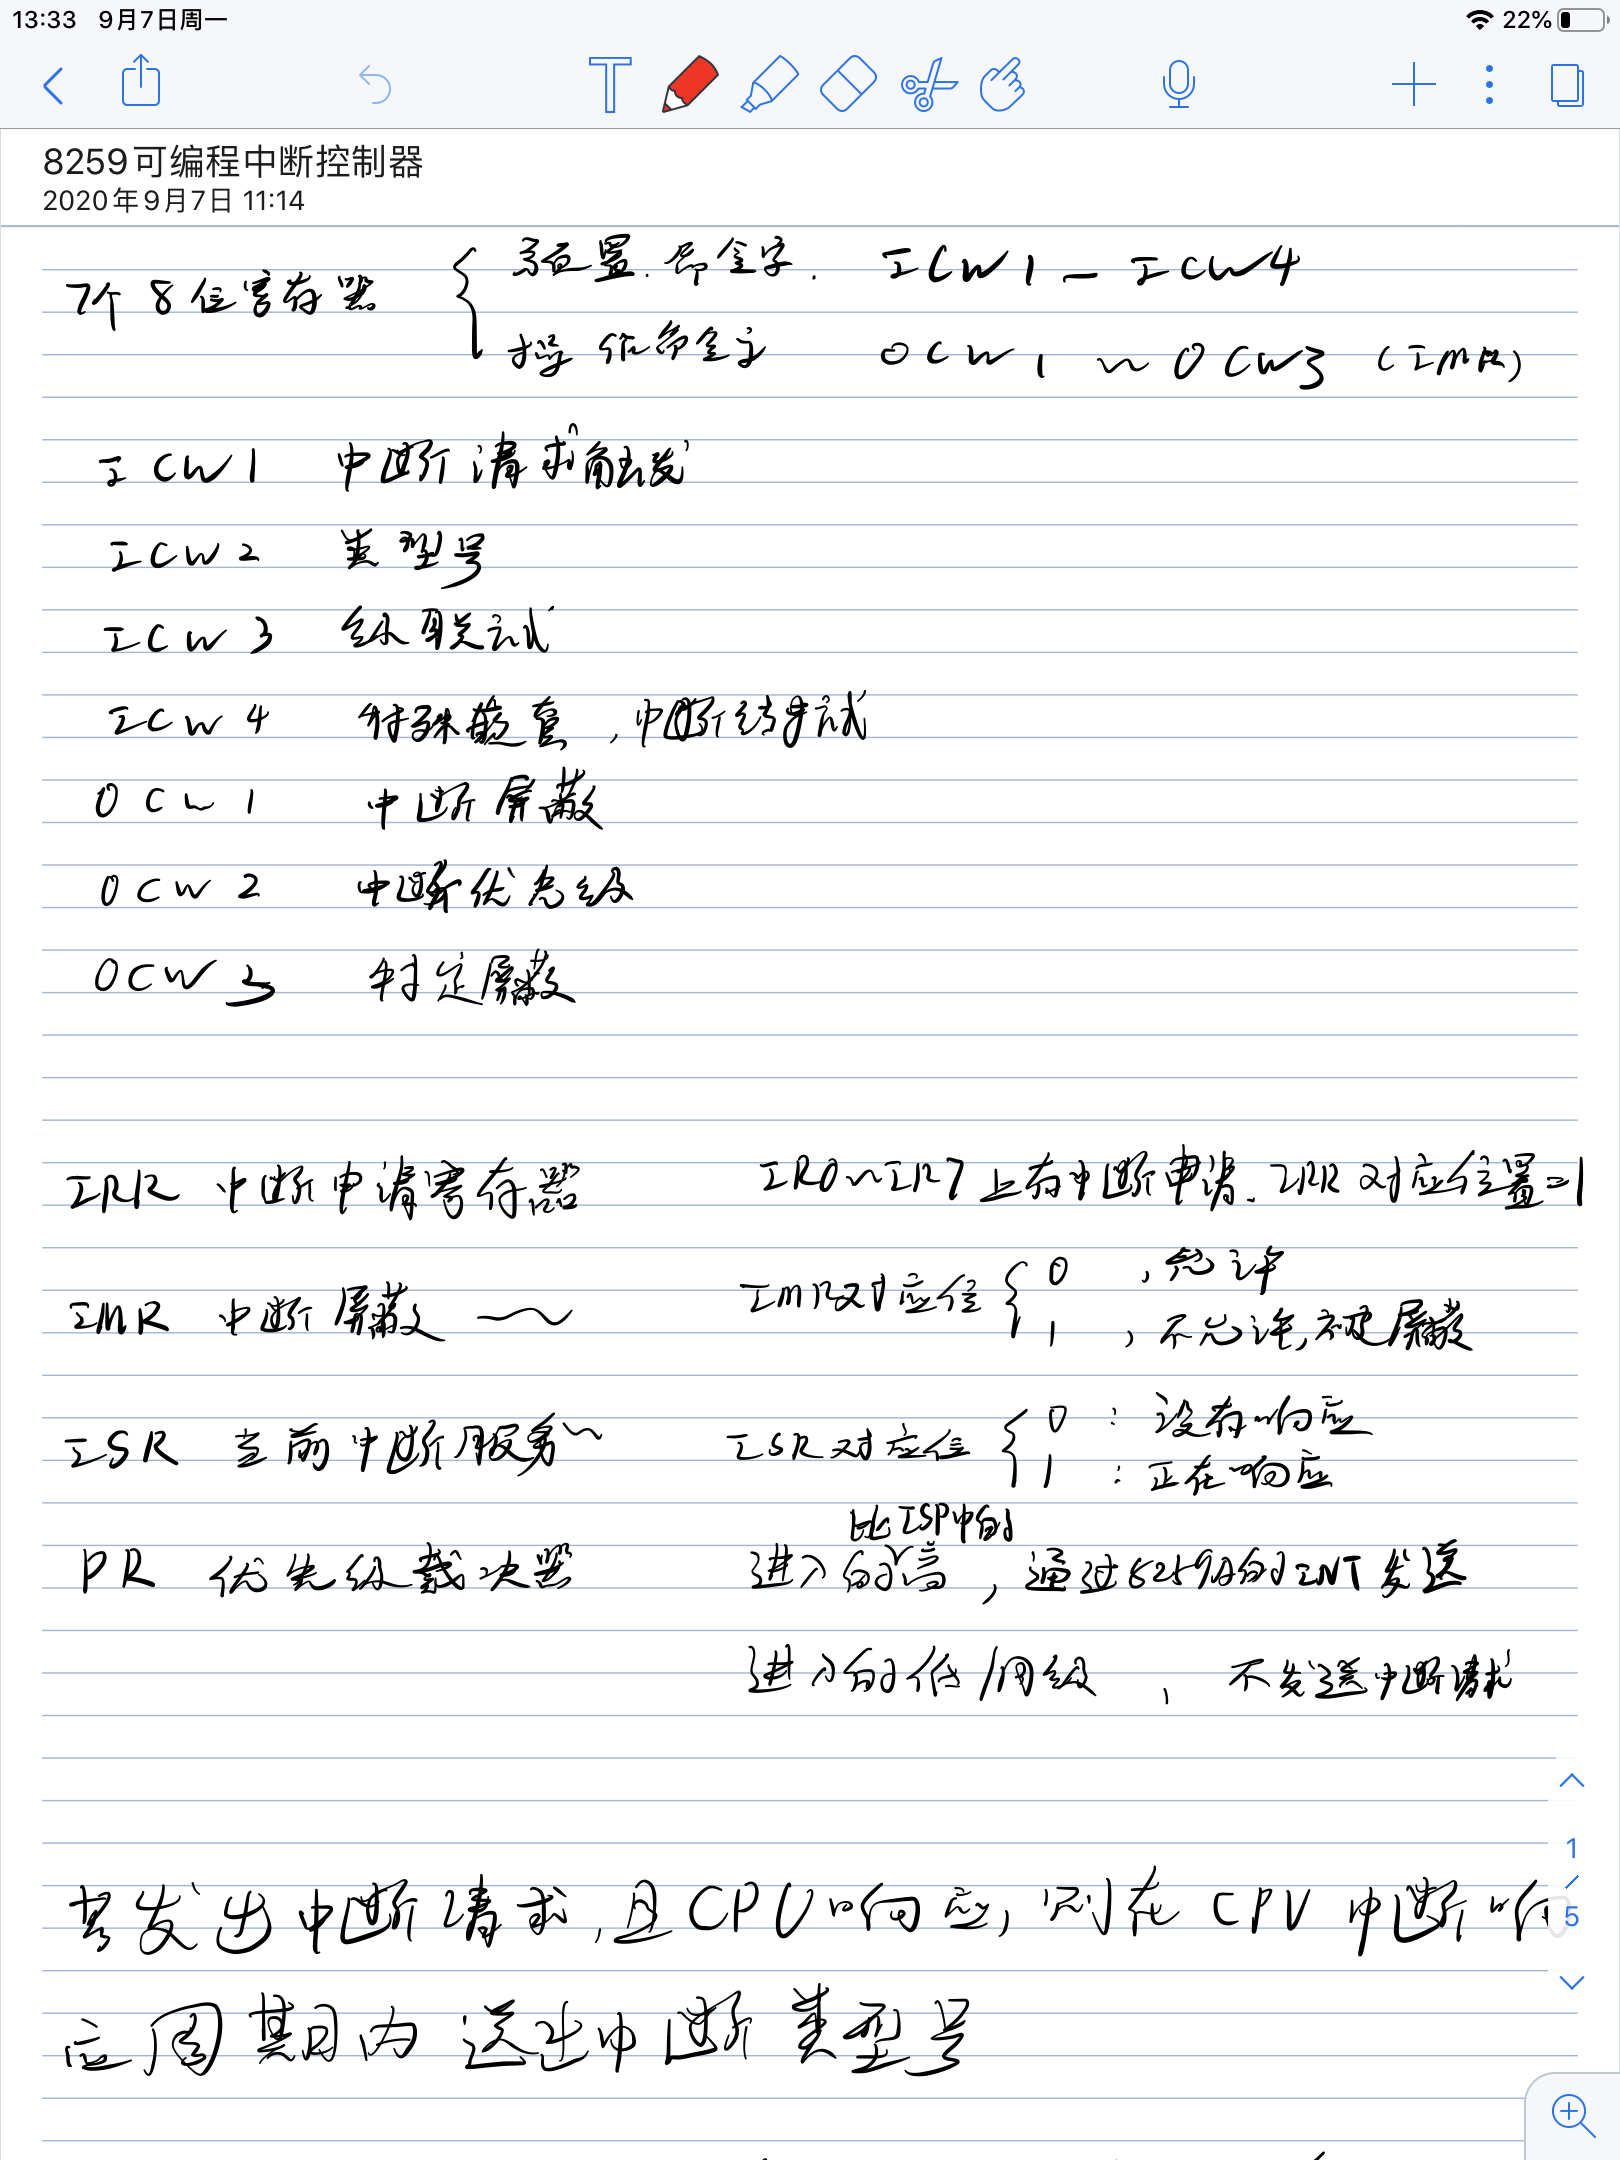 13:33 9月7日周一 22%
T
8259可编程中断控制器
2020年9月7日 11:14
7个8位寄存器
预置命令字. ICW1 — ICW4
操作命令字 OCW1 ~ OCW3 (IMR)
ICW1 中断请求触发
ICW2 类型号
ICW3 级联方式
ICW4 特殊嵌套,中断结束方式
OCW1 中断屏蔽
OCW2 中断优先级
OCW3 特定屏蔽
IRR 中断申请寄存器 IR0~IR7上有中断申请.IRR对应位置=1
IMR 中断屏蔽~ IMR对应位 { 0 ,允许
1 ,不允许,被屏蔽
ISR 当前中断服务~ ISR对应位 { 0 : 没有响应
1 : 正在响应
比ISP中的
PR 优先级裁决器 进入的高,通过8259A的INT发送
进入的低/同级 , 不发送中断请求
若发出中断请求,且CPU响应,则在CPU中断响
应周期内送出中断类型号
1/5